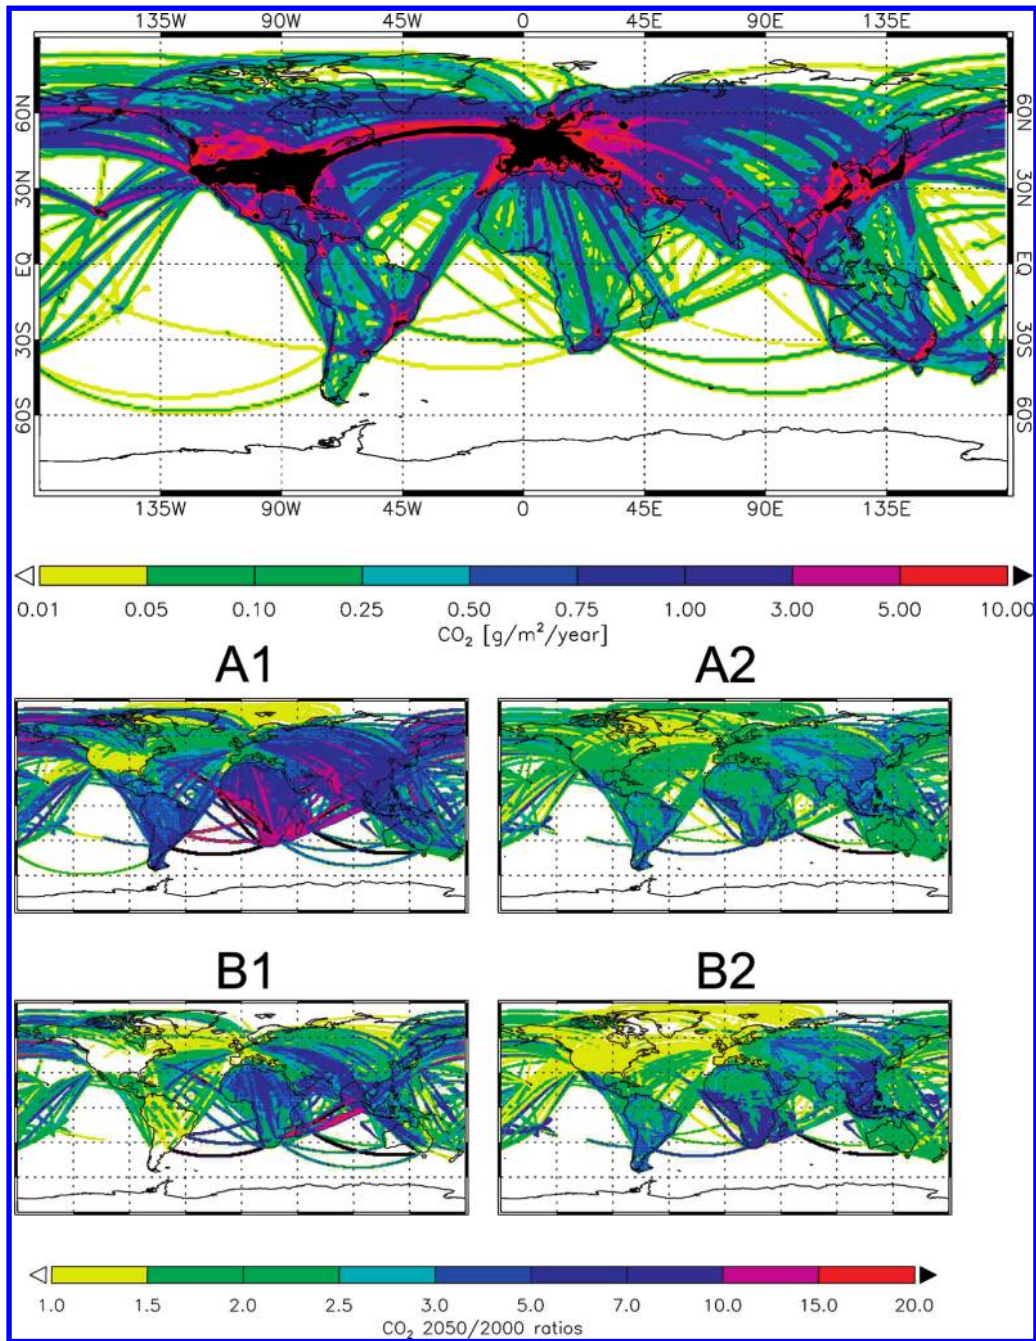 135W 90W 45W 0 45E 90E 135E
60N 60N
30N 30N
EQ EQ
30S 30S
60S 60S
135W 90W 45W 0 45E 90E 135E
0.01 0.05 0.10 0.25 0.50 0.75 1.00 3.00 5.00 10.00
CO₂ [g/m²/year]
A1 A2
B1 B2
1.0 1.5 2.0 2.5 3.0 5.0 7.0 10.0 15.0 20.0
CO₂ 2050/2000 ratios